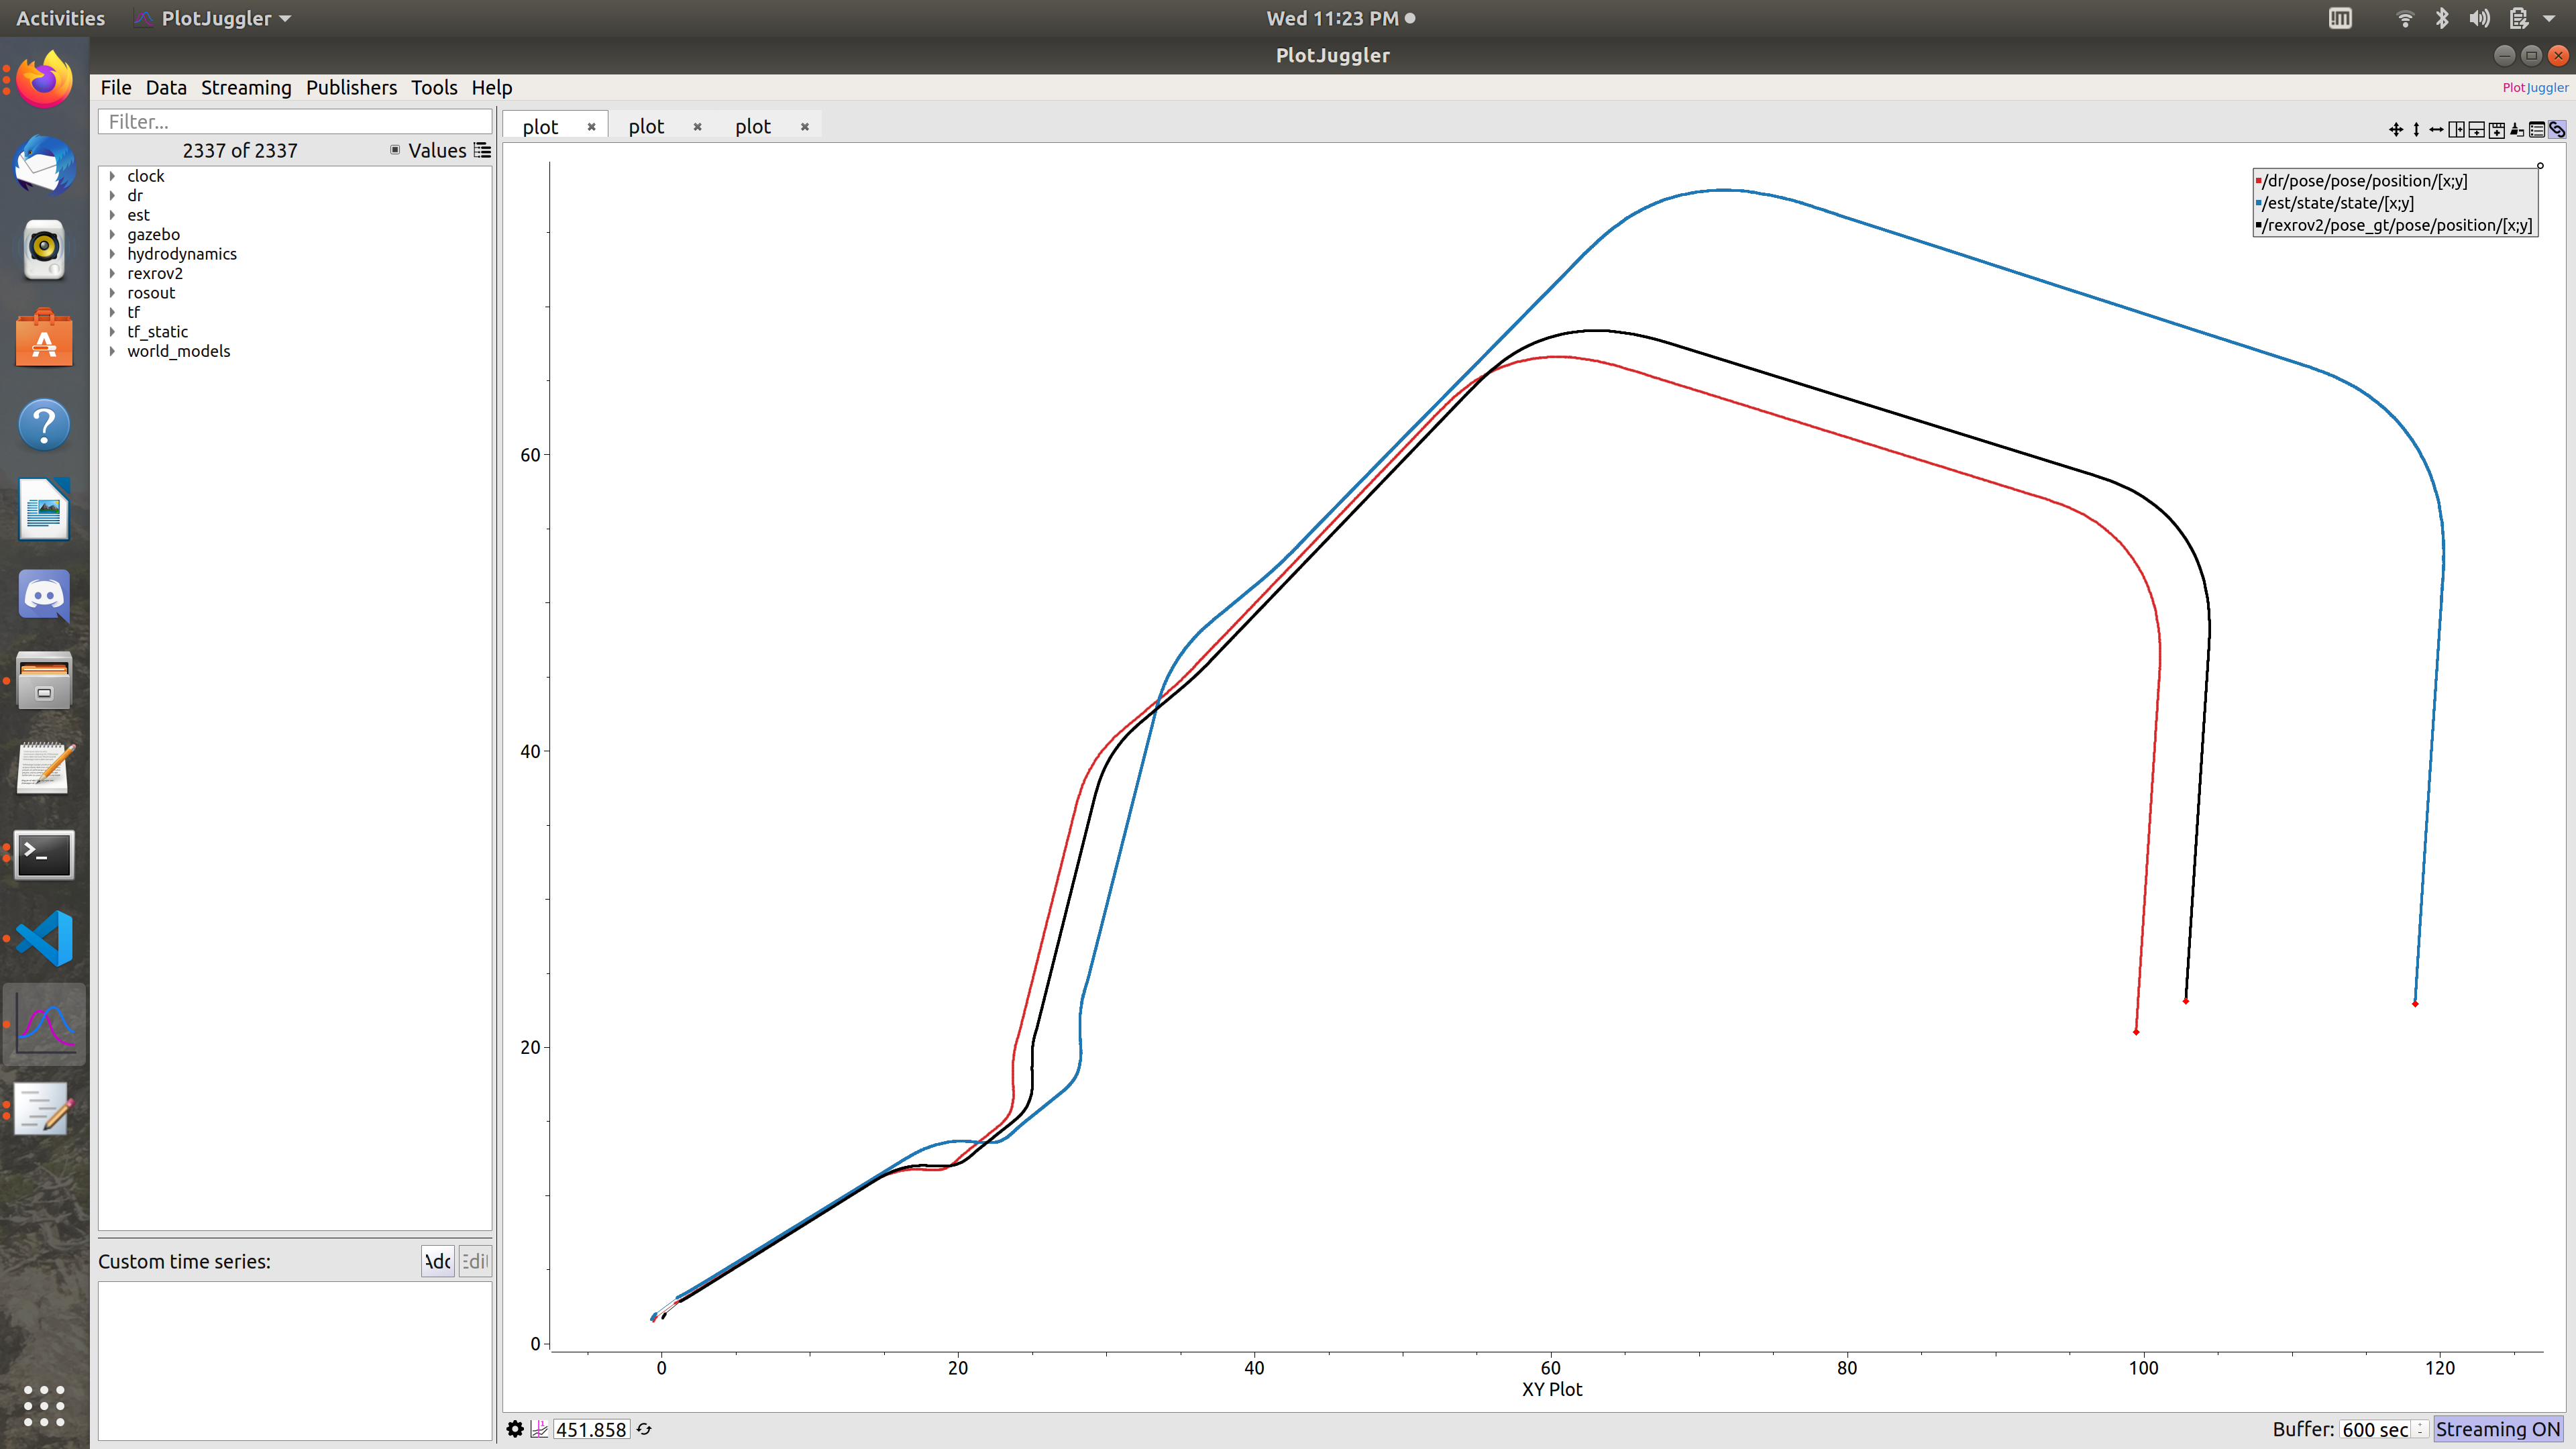 Activities PlotJuggler Wed 11:23 PM
PlotJuggler
File Data Streaming Publishers Tools Help PlotJuggler
Filter...
plot plot plot
2337 of 2337 Values
clock
dr
est
gazebo
hydrodynamics
rexrov2
rosout
tf
tf_static
world_models
/dr/pose/pose/position/[x;y]
/est/state/state/[x;y]
/rexrov2/pose_gt/pose/position/[x;y]
60
40
20
0
0 20 40 60 80 100 120
XY Plot
Custom time series:
451.858 Buffer: 600 sec Streaming ON